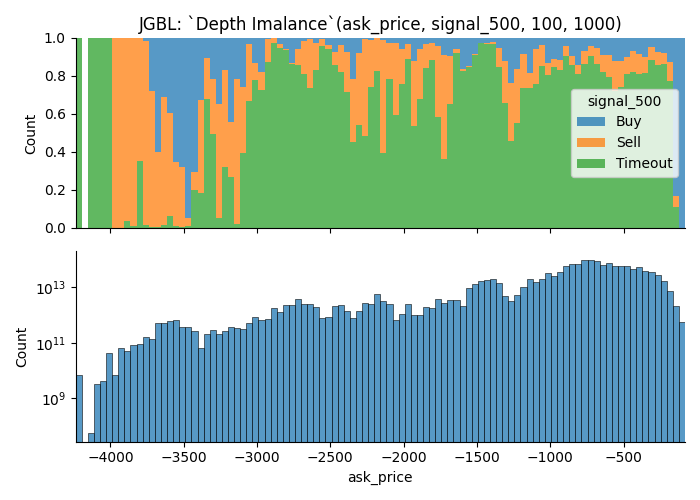 JGBL: `Depth Imalance`(ask_price, signal_500, 100, 1000)
1.0
0.8
0.6
0.4
0.2
0.0
Count
signal_500
Buy
Sell
Timeout
10^13
10^11
10^9
Count
−4000 −3500 −3000 −2500 −2000 −1500 −1000 −500
ask_price